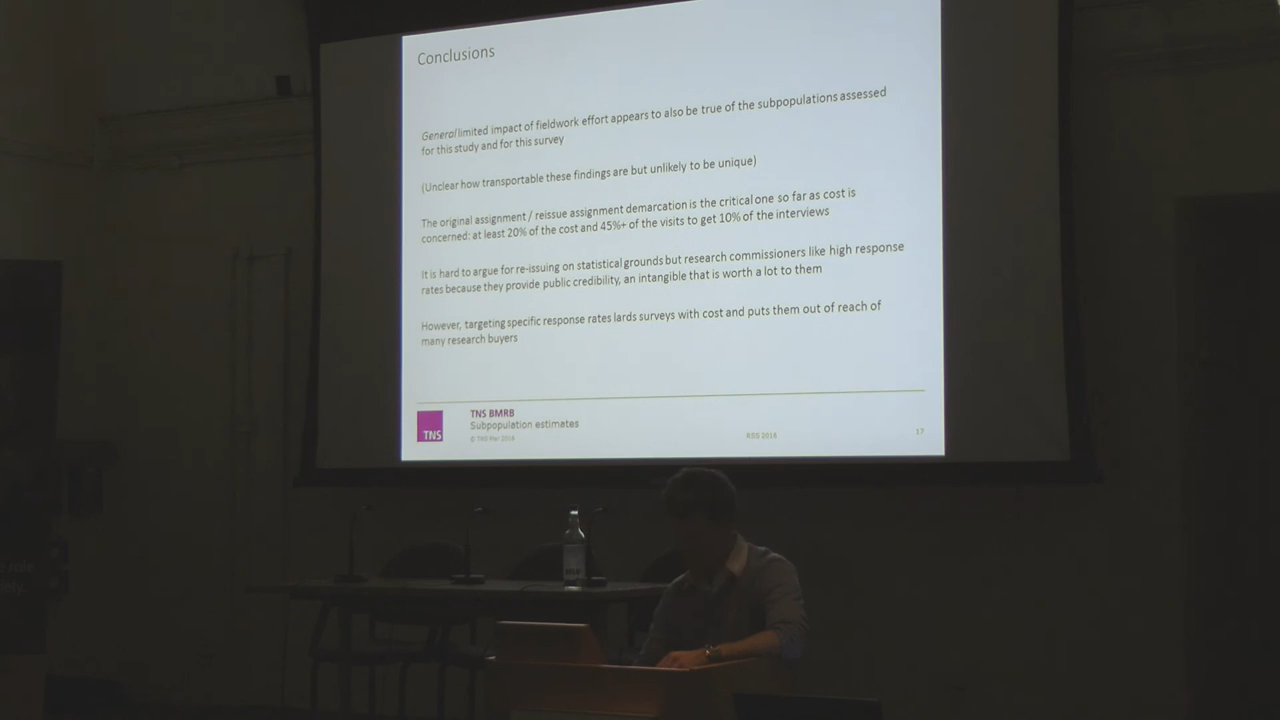 Conclusions
General limited impact of fieldwork effort appears to also be true of the subpopulations assessed
for this study and for this survey
(Unclear how transportable these findings are but unlikely to be unique)
The original assignment / reissue assignment demarcation is the critical one so far as cost is
concerned: at least 20% of the cost and 45%+ of the visits to get 10% of the interviews
It is hard to argue for re-issuing on statistical grounds but research commissioners like high response
rates because they provide public credibility, an intangible that is worth a lot to them
However, targeting specific response rates lards surveys with cost and puts them out of reach of
many research buyers
TNS
TNS BMRB
Subpopulation estimates
© TNS 2016
RSS 2016
17
role